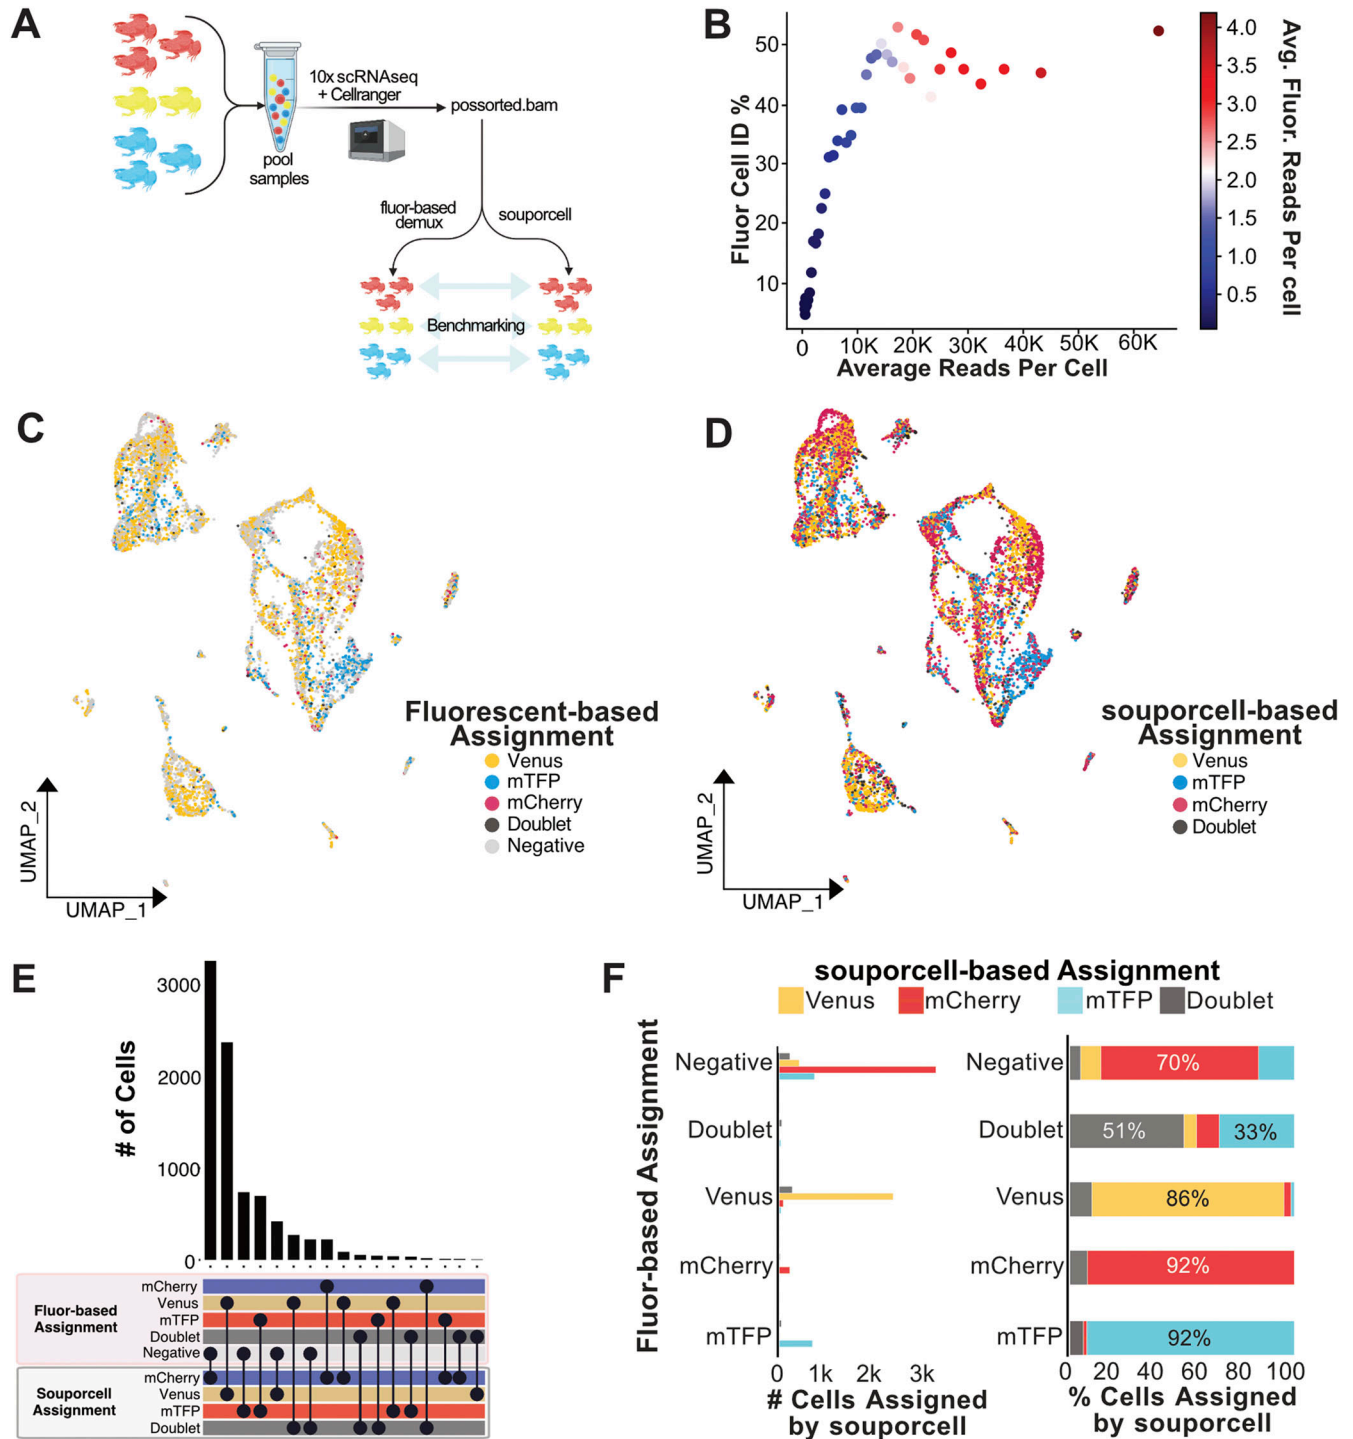 A
10x scRNAseq
+ Cellranger
possorted.bam
pool
samples
fluor-based
demux
souporcell
Benchmarking
B
Fluor Cell ID %
50
40
30
20
10
0
10K
20K
30K
40K
50K
60K
Average Reads Per Cell
4.0
3.5
3.0
2.5
2.0
1.5
1.0
0.5
Avg. Fluor. Reads Per cell
C
Fluorescent-based
Assignment
Venus
mTFP
mCherry
Doublet
Negative
UMAP_2
UMAP_1
D
souporcell-based
Assignment
Venus
mTFP
mCherry
Doublet
UMAP_2
UMAP_1
E
# of Cells
3000
2000
1000
0
Fluor-based
Assignment
mCherry
Venus
mTFP
Doublet
Negative
Souporcell
Assignment
mCherry
Venus
mTFP
Doublet
F
souporcell-based Assignment
Venus
mCherry
mTFP
Doublet
Fluor-based Assignment
Negative
Doublet
Venus
mCherry
mTFP
0
1k
2k
3k
# Cells Assigned
by souporcell
Negative
70%
Doublet
51%
33%
Venus
86%
mCherry
92%
mTFP
92%
0
20
40
60
80
100
% Cells Assigned
by souporcell